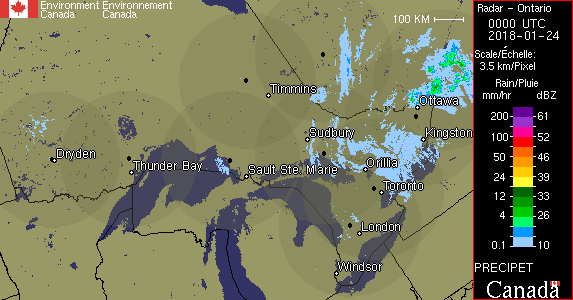 Environment Environnement
Canada Canada
100 KM
Timmins
Ottawa
Sudbury
Kingston
Dryden
Thunder Bay
Sault Ste. Marie
Orillia
Toronto
London
Windsor
Radar - Ontario
0000 UTC
2018-01-24
Scale/Échelle:
3.5 km/Pixel
Rain/Pluie
mm/hr dBZ
200 61
100 52
50 46
24 39
12 33
4 26
0.1 10
PRECIPET
Canada